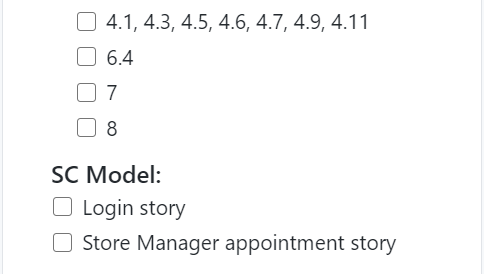 4.1, 4.3, 4.5, 4.6, 4.7, 4.9, 4.11
6.4
7
8
SC Model:
Login story
Store Manager appointment story